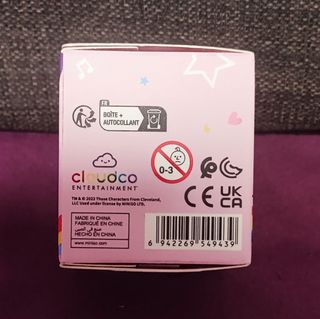 FR
BOÎTE +
AUTOCOLLANT
0-3
cloudco
ENTERTAINMENT
TM & © 2023 Those Characters From Cleveland,
LLC Used under license by MINISO LTD.
CE
UK
CA
MADE IN CHINA
FABRIQUÉ EN CHINE
صنع في الصين
HECHO EN CHINA
www.miniso.com
6 942269 549439